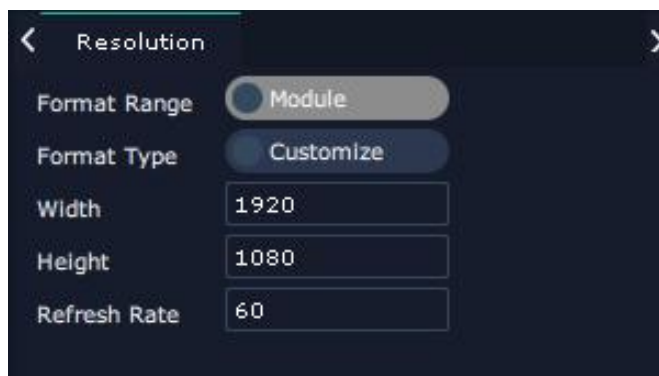 Resolution
Format Range Module
Format Type Customize
Width 1920
Height 1080
Refresh Rate 60